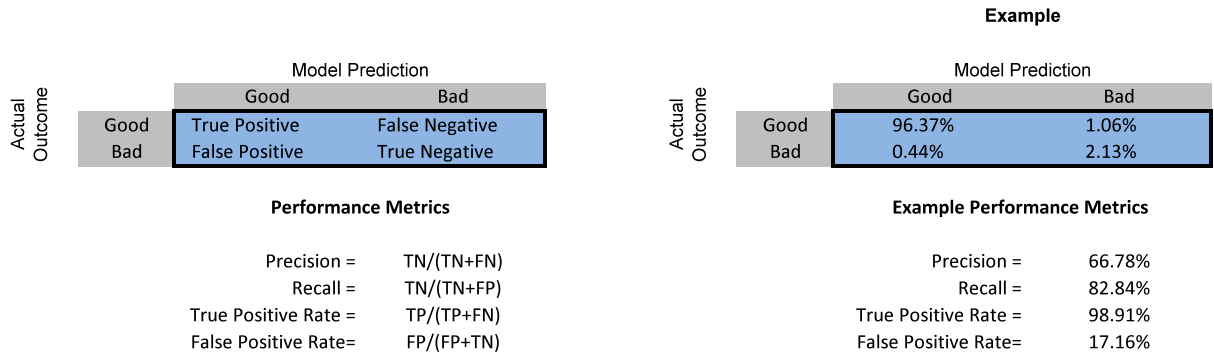 Example
Model Prediction
Good Bad
Actual
Outcome
Good True Positive False Negative
Bad False Positive True Negative
Performance Metrics
Precision = TN/(TN+FN)
Recall = TN/(TN+FP)
True Positive Rate = TP/(TP+FN)
False Positive Rate= FP/(FP+TN)
Model Prediction
Good Bad
Actual
Outcome
Good 96.37% 1.06%
Bad 0.44% 2.13%
Example Performance Metrics
Precision = 66.78%
Recall = 82.84%
True Positive Rate = 98.91%
False Positive Rate= 17.16%